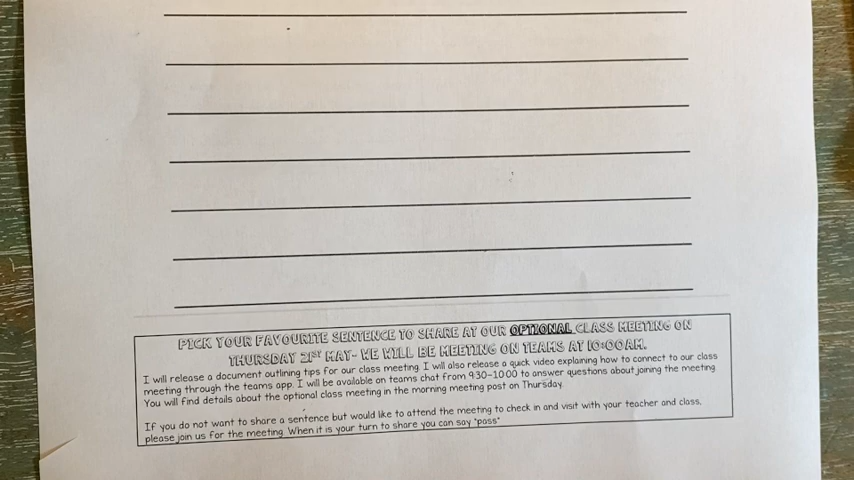 PICK YOUR FAVOURITE SENTENCE TO SHARE AT OUR OPTIONAL CLASS MEETING ON
THURSDAY 21ST MAY- WE WILL BE MEETING ON TEAMS AT 10:00AM.
I will release a document outlining tips for our class meeting. I will also release a quick video explaining how to connect to our class
meeting through the teams app. I will be available on teams chat from 9:30-10:00 to answer questions about joining the meeting.
You will find details about the optional class meeting in the morning meeting post on Thursday.
If you do not want to share a sentence but would like to attend the meeting to check in and visit with your teacher and class,
please join us for the meeting. When it is your turn to share you can say "pass"